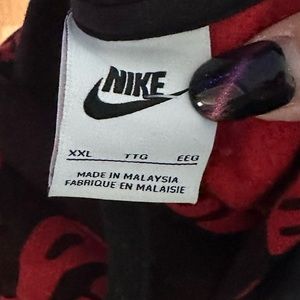 NIKE
XXL TTG EEG
MADE IN MALAYSIA
FABRIQUE EN MALAISIE